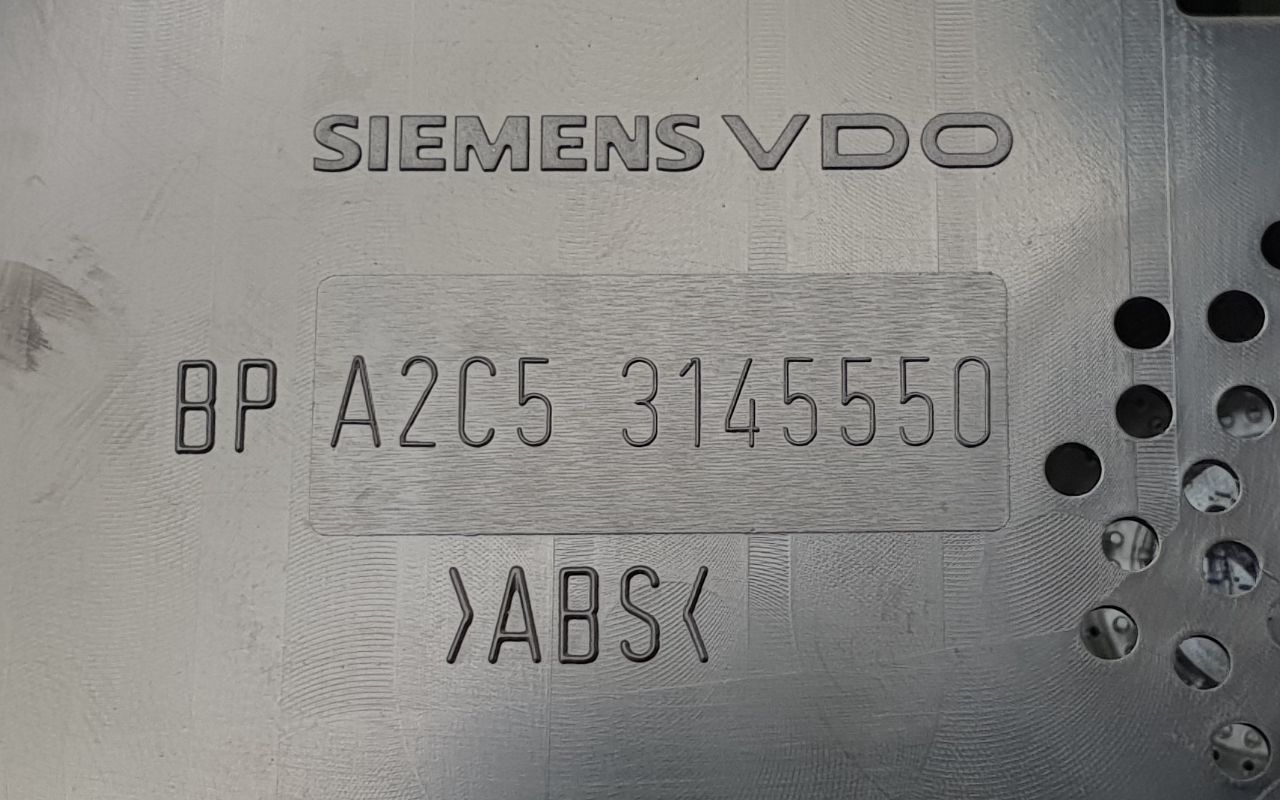 SIEMENS VDO
BP A2C5 3145550
>ABS<